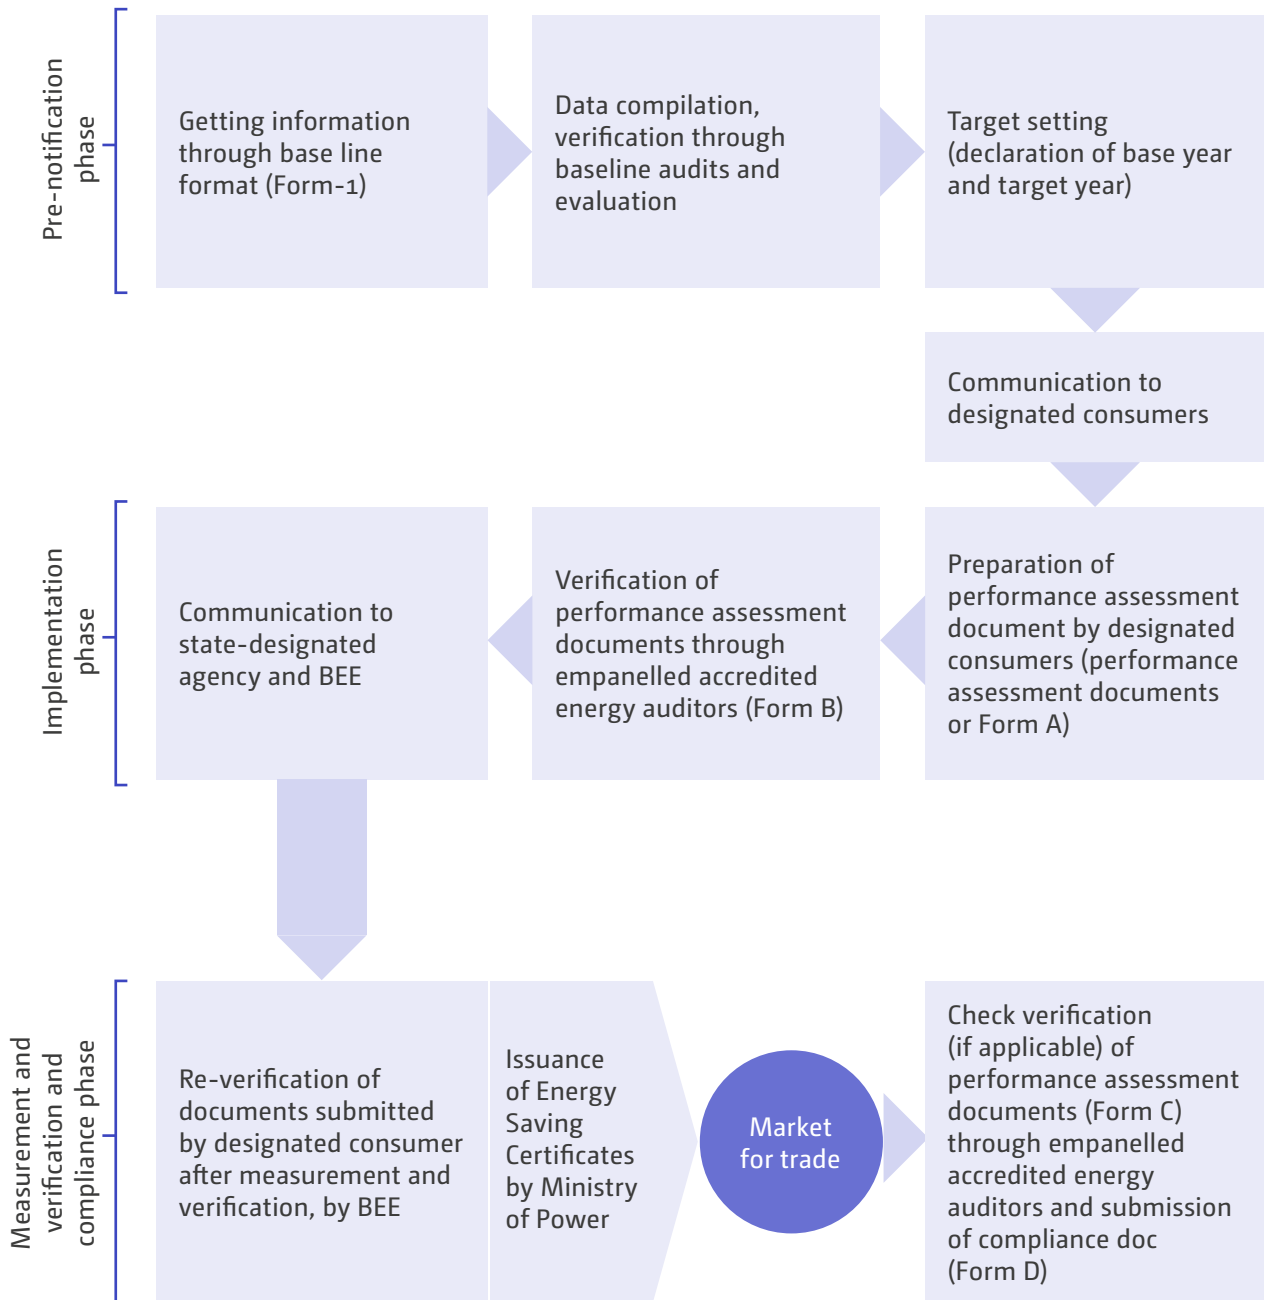 Pre-notification
phase
Getting information
through base line
format (Form-1)
Data compilation,
verification through
baseline audits and
evaluation
Target setting
(declaration of base year
and target year)
Communication to
designated consumers
Implementation
phase
Communication to
state-designated
agency and BEE
Verification of
performance assessment
documents through
empanelled accredited
energy auditors (Form B)
Preparation of
performance assessment
document by designated
consumers (performance
assessment documents
or Form A)
Measurement and
verification and
compliance phase
Re-verification of
documents submitted
by designated consumer
after measurement and
verification, by BEE
Issuance
of Energy
Saving
Certificates
by Ministry
of Power
Market
for trade
Check verification
(if applicable) of
performance assessment
documents (Form C)
through empanelled
accredited energy
auditors and submission
of compliance doc
(Form D)